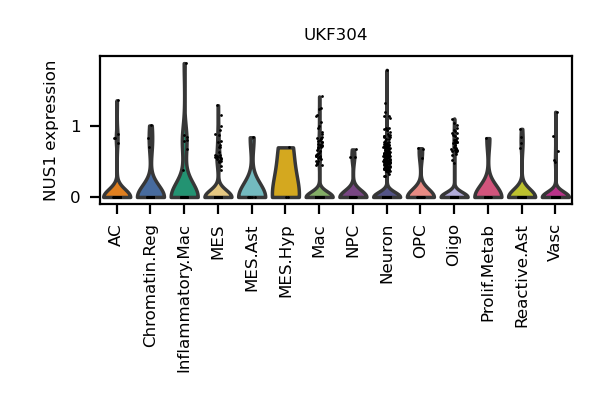 UKF304
NUS1 expression
1
0
AC
Chromatin.Reg
Inflammatory.Mac
MES
MES.Ast
MES.Hyp
Mac
NPC
Neuron
OPC
Oligo
Prolif.Metab
Reactive.Ast
Vasc